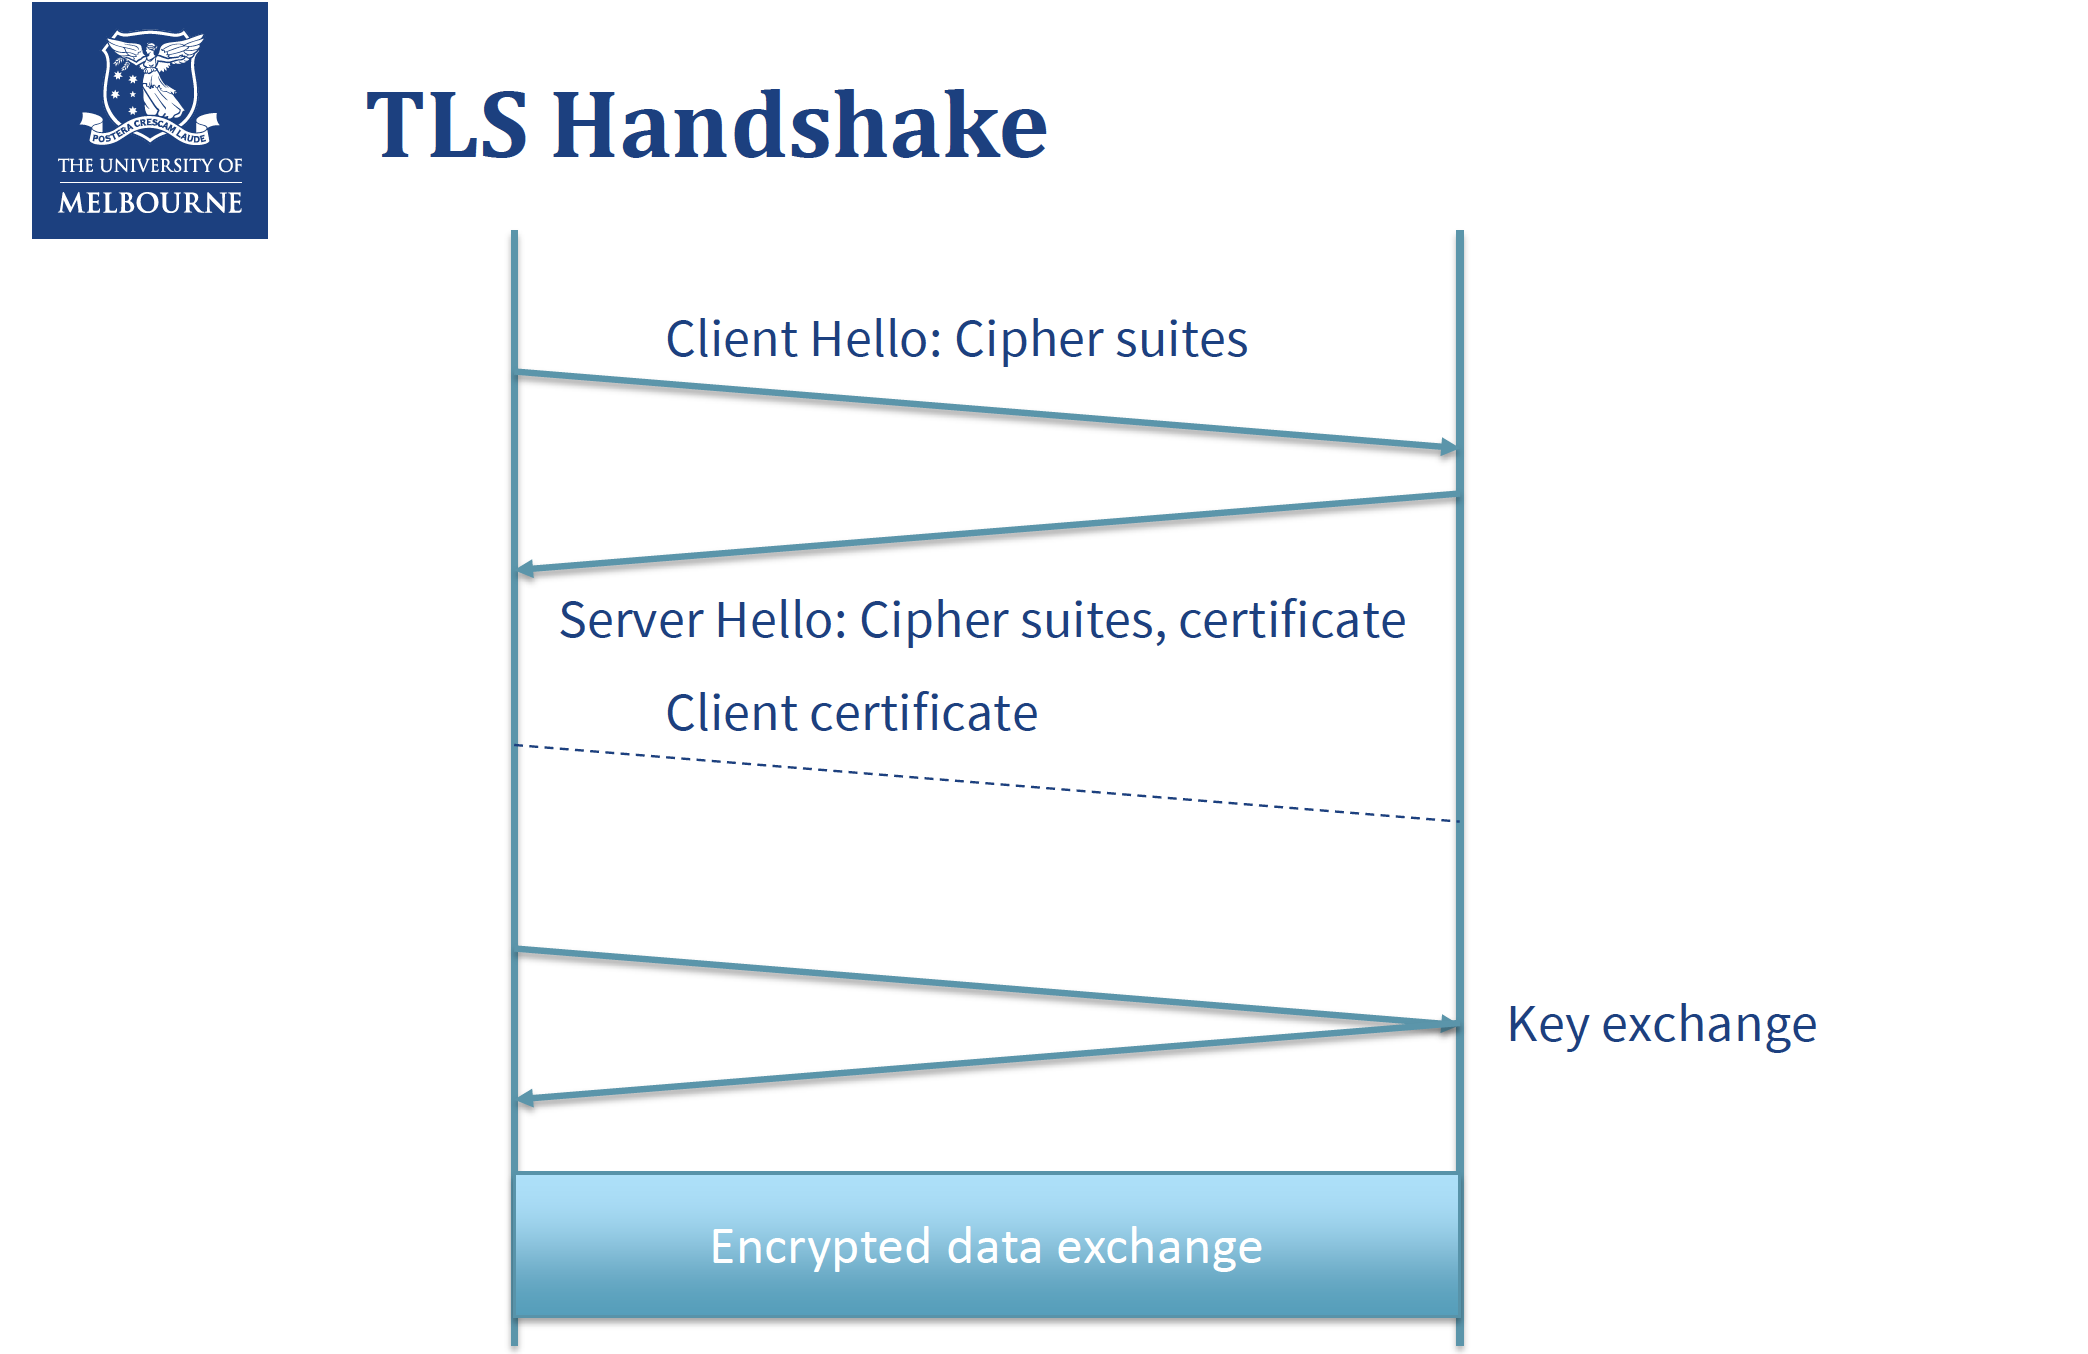 POSTERA CRESCAM LAUDE
THE UNIVERSITY OF
MELBOURNE
TLS Handshake
Client Hello: Cipher suites
Server Hello: Cipher suites, certificate
Client certificate
Key exchange
Encrypted data exchange